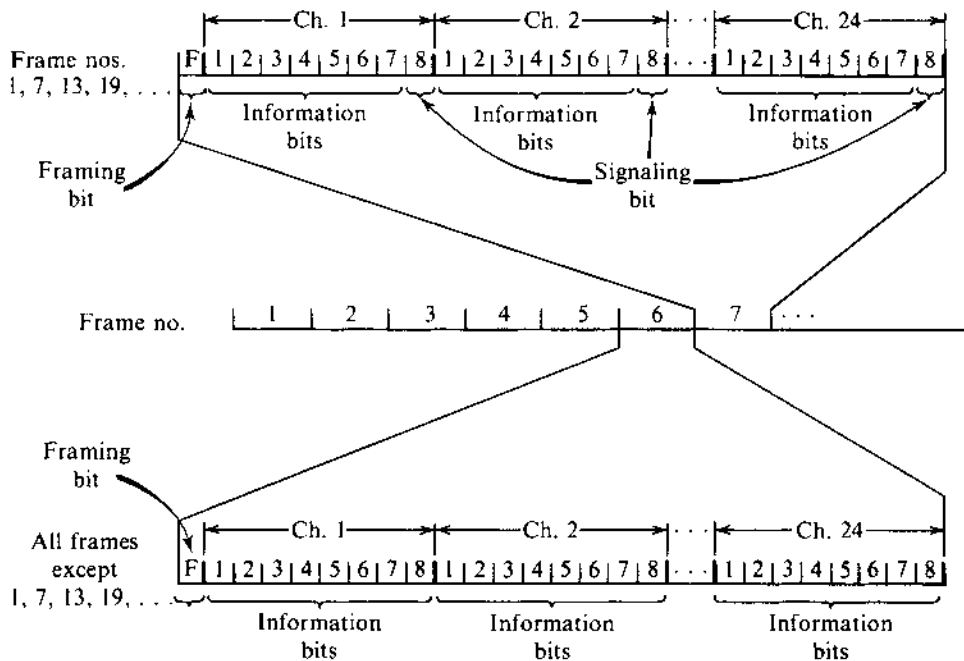 Ch. 1 Ch. 2 · · · Ch. 24
Frame nos. F 1 2 3 4 5 6 7 8 1 2 3 4 5 6 7 8 · · · 1 2 3 4 5 6 7 8
1, 7, 13, 19, . . .
Information Information Information
bits bits bits
Framing Signaling
bit bit
Frame no. 1 2 3 4 5 6 7 · · ·
Framing
bit
Ch. 1 Ch. 2 · · · Ch. 24
All frames
except F 1 2 3 4 5 6 7 8 1 2 3 4 5 6 7 8 · · · 1 2 3 4 5 6 7 8
1, 7, 13, 19, . . .
Information Information Information
bits bits bits